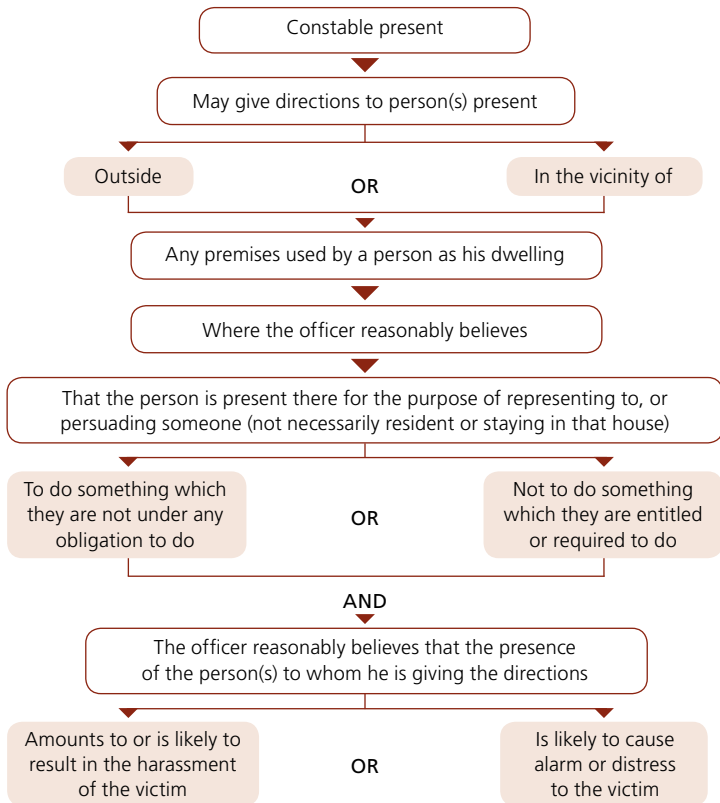 Constable present
May give directions to person(s) present
Outside
OR
In the vicinity of
Any premises used by a person as his dwelling
Where the officer reasonably believes
That the person is present there for the purpose of representing to, or
persuading someone (not necessarily resident or staying in that house)
To do something which
they are not under any
obligation to do
OR
Not to do something
which they are entitled
or required to do
AND
The officer reasonably believes that the presence
of the person(s) to whom he is giving the directions
Amounts to or is likely to
result in the harassment
of the victim
OR
Is likely to cause
alarm or distress
to the victim